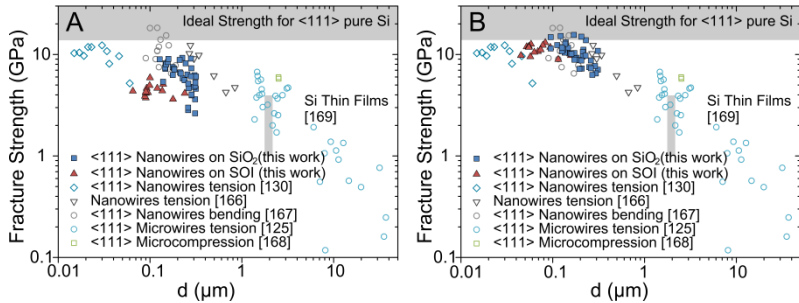 A
Ideal Strength for <111> pure Si
Fracture Strength (GPa)
10
1
0.1
Si Thin Films
[169]
<111> Nanowires on SiO₂(this work)
<111> Nanowires on SOI (this work)
<111> Nanowires tension [130]
Nanowires tension [166]
<111> Nanowires bending [167]
<111> Microwires tension [125]
<111> Microcompression [168]
0.01 0.1 1 10
d (µm)
B
Ideal Strength for <111> pure Si
Fracture Strength (GPa)
10
1
0.1
Si Thin Films
[169]
<111> Nanowires on SiO₂(this work)
<111> Nanowires on SOI (this work)
<111> Nanowires tension [130]
Nanowires tension [166]
<111> Nanowires bending [167]
<111> Microwires tension [125]
<111> Microcompression [168]
0.01 0.1 1 10
d (µm)